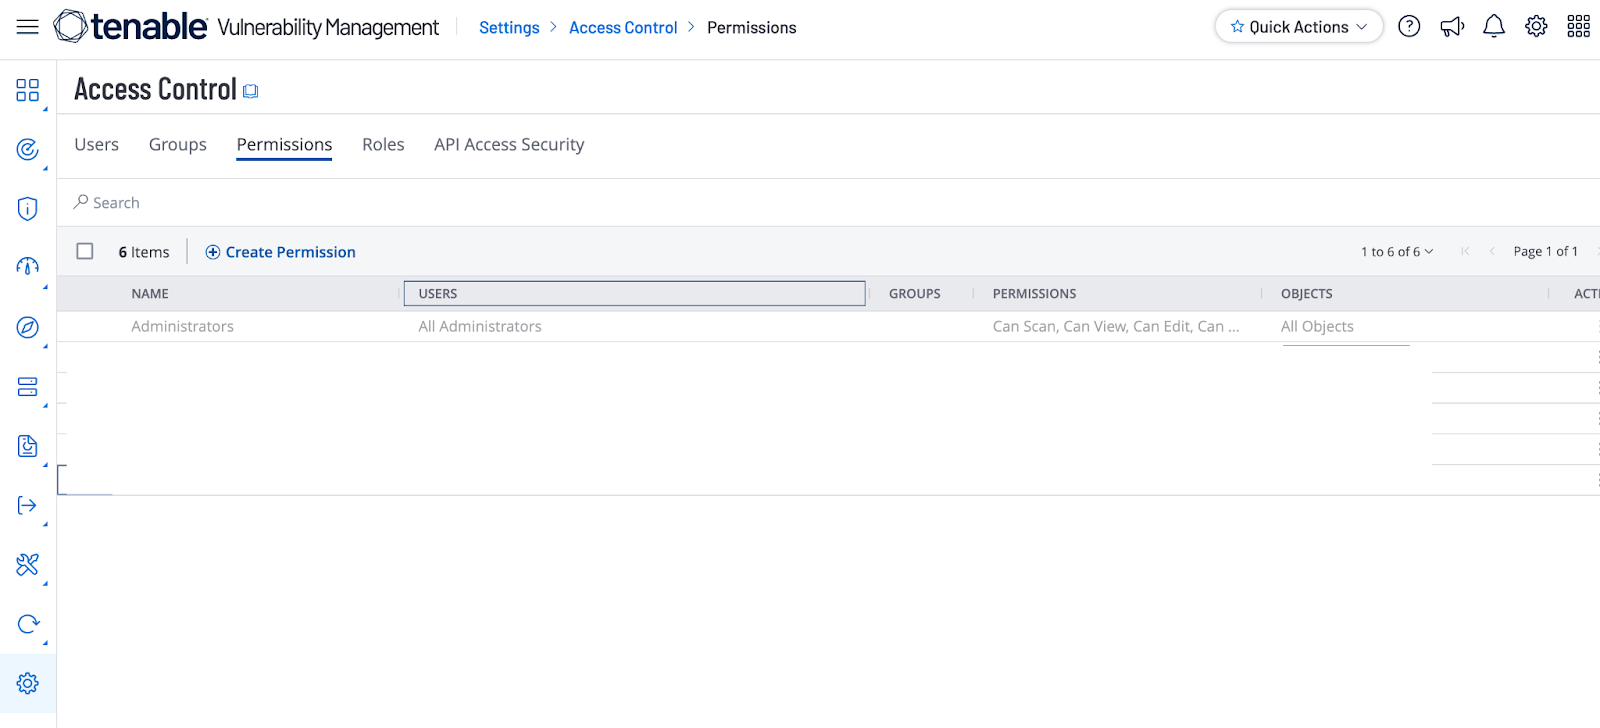 tenable Vulnerability Management Settings > Access Control > Permissions Quick Actions
Access Control
Users Groups Permissions Roles API Access Security
Search
6 Items Create Permission 1 to 6 of 6 Page 1 of 1
NAME USERS GROUPS PERMISSIONS OBJECTS ACTI
Administrators All Administrators Can Scan, Can View, Can Edit, Can ... All Objects